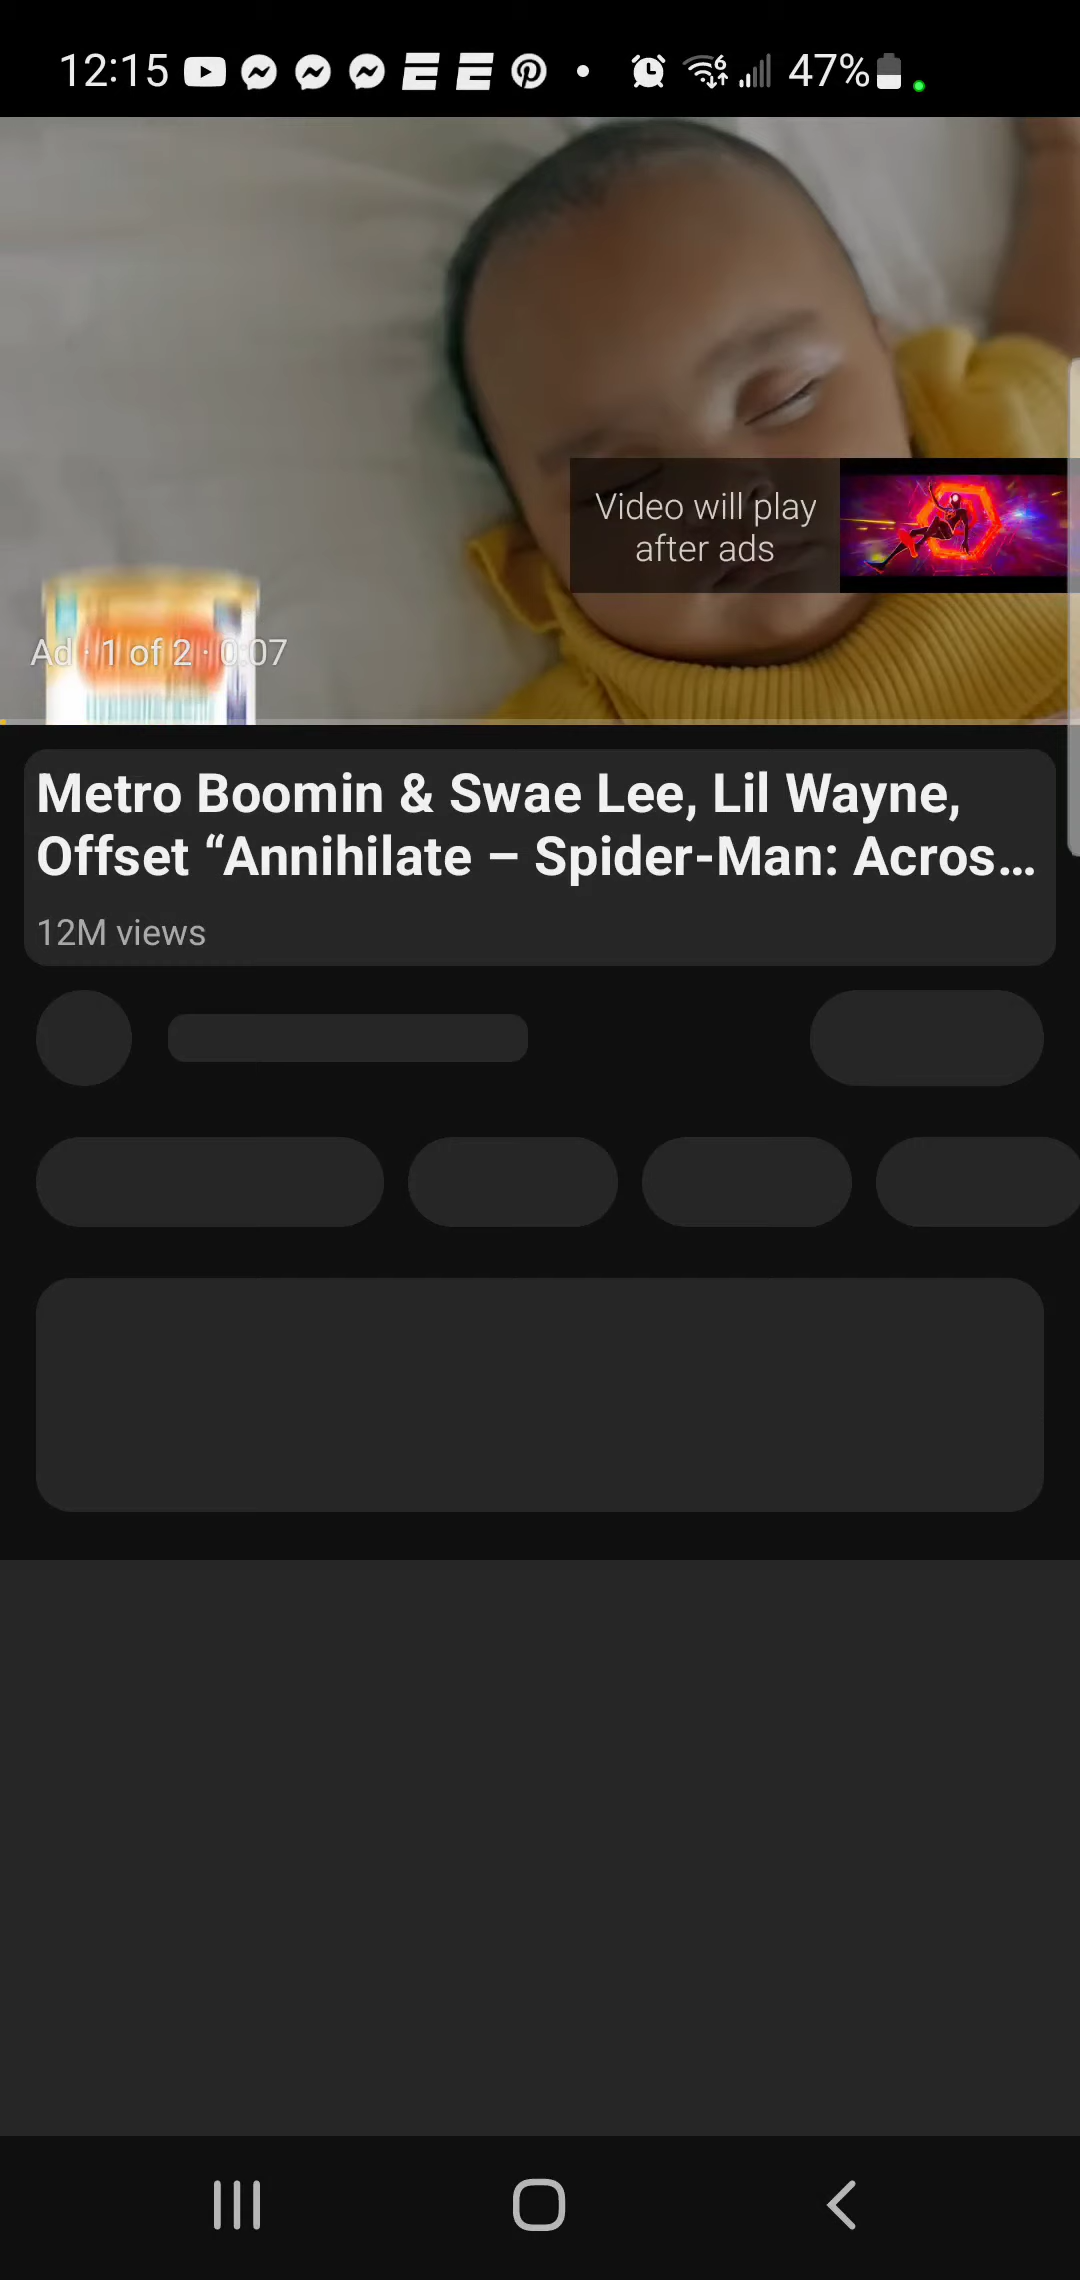 12:15 47%
Video will play
after ads
Ad · 1 of 2 · 0:07
Metro Boomin & Swae Lee, Lil Wayne,
Offset “Annihilate – Spider-Man: Acros...
12M views